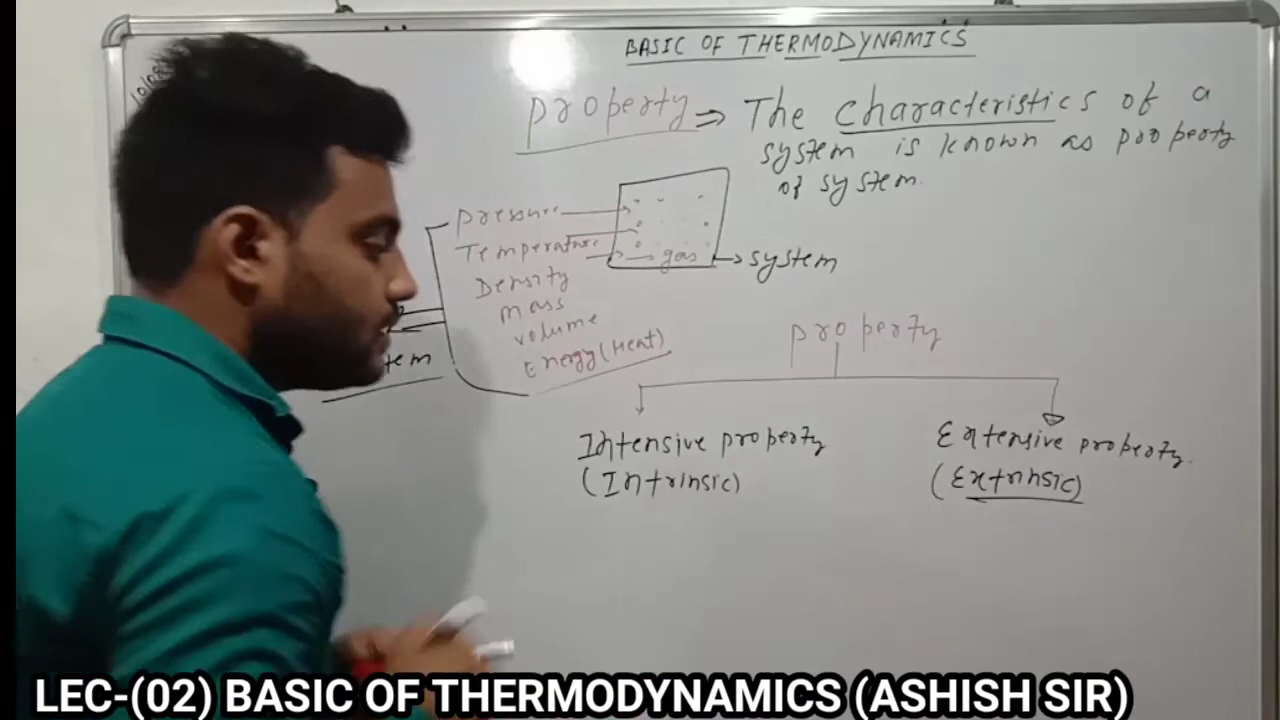 BASIC OF THERMODYNAMICS
property ⇒ The characteristics of a
system is known as property
of system.
pressure
Temperature
Density
mass
volume
Energy (Heat)
gas
system
tem
property
Intensive property
(Intrinsic)
Extensive property.
(Extrinsic)
LEC-(02) BASIC OF THERMODYNAMICS (ASHISH SIR)